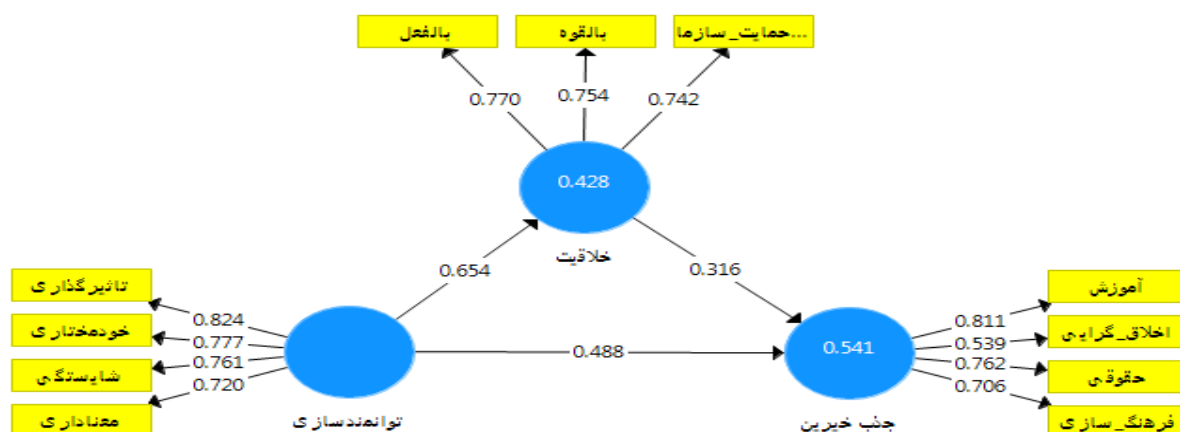 بالفعل
بالقوه
حمایت_سازما...
0.770
0.754
0.742
0.428
خلاقیت
0.654
0.316
تاثیرگذاری
خودمختاری
شایستگی
معناداری
0.824
0.777
0.761
0.720
توانمندسازی
0.488
0.541
جذب خیرین
0.811
0.539
0.762
0.706
آموزش
اخلاق_گرایی
حقوقی
فرهنگ_سازی